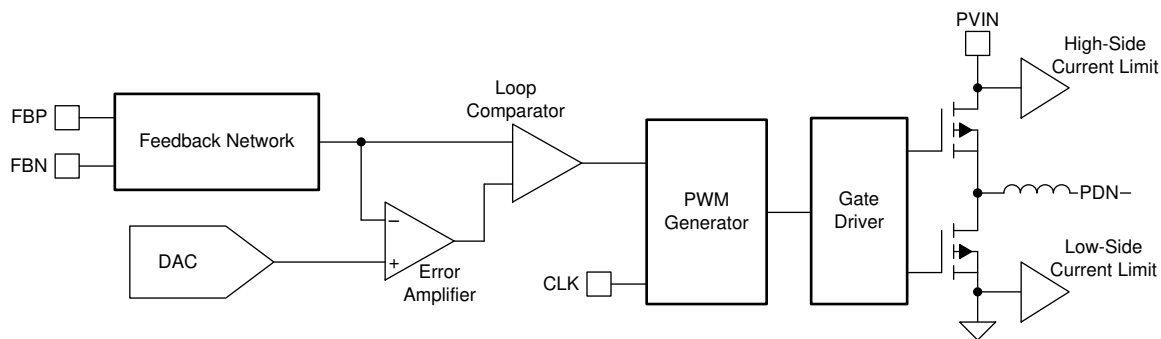 PVIN
High-Side
Current Limit
Loop
Comparator
FBP
FBN
Feedback Network
DAC
−
+
Error
Amplifier
CLK
PWM
Generator
Gate
Driver
PDN
Low-Side
Current Limit